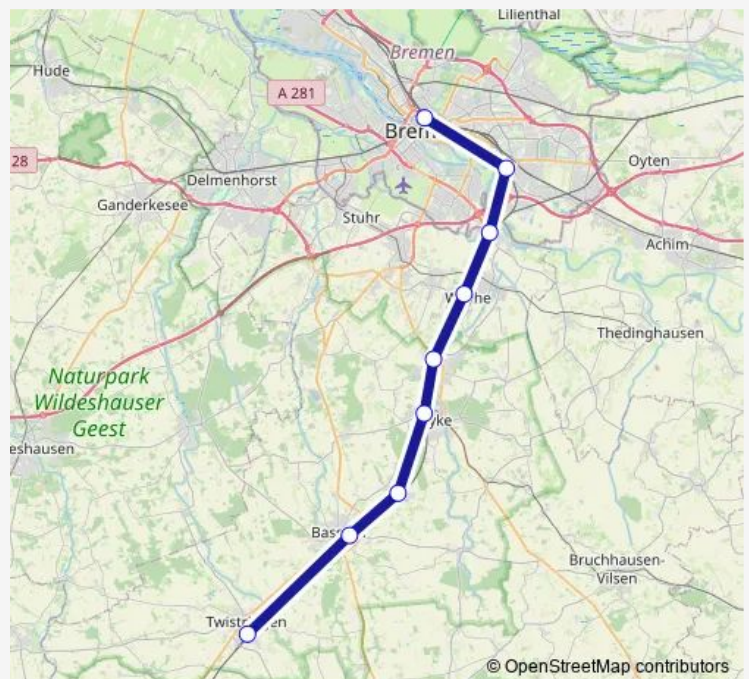 Lilienthal
Bremen
Hude
A 281
Brem
28
Oyten
Delmenhorst
Ganderkesee
Stuhr
Achim
Thedinghausen
Naturpark
Wildeshauser
Geest
yke
eshausen
Bas
Bruchhausen-
Vilsen
Twist en
© OpenStreetMap contributors